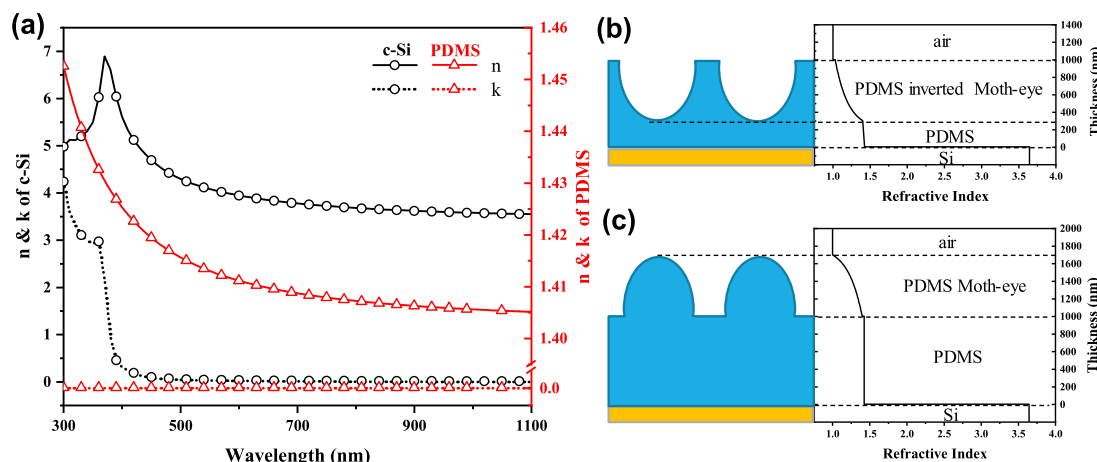 (a)
c-Si PDMS
n
k
7
6
5
4
3
2
1
0
n & k of c-Si
300
500
700
900
1100
Wavelength (nm)
1.46
1.45
1.44
1.43
1.42
1.41
1.40
0.0
n & k of PDMS
(b)
air
PDMS inverted Moth-eye
PDMS
Si
1400
1200
1000
800
600
400
200
0
Thickness (nm)
1.0 1.5 2.0 2.5 3.0 3.5 4.0
Refractive Index
(c)
air
PDMS Moth-eye
PDMS
Si
2000
1800
1600
1400
1200
1000
800
600
400
200
0
Thickness (nm)
1.0 1.5 2.0 2.5 3.0 3.5 4.0
Refractive Index